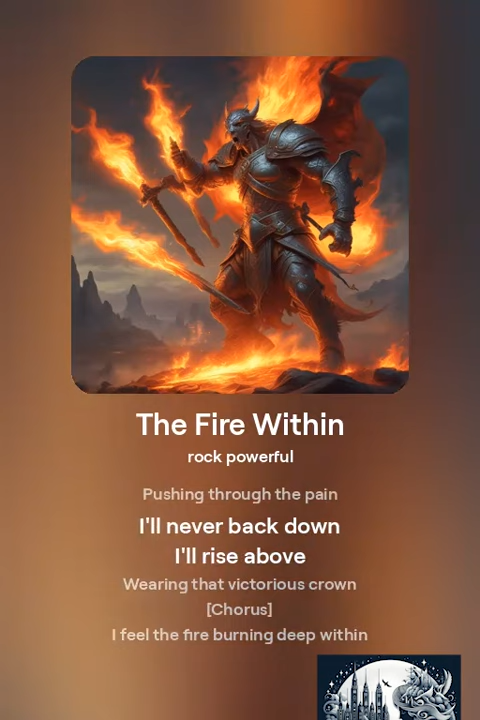 The Fire Within
rock powerful
Pushing through the pain
I'll never back down
I'll rise above
Wearing that victorious crown
[Chorus]
I feel the fire burning deep within